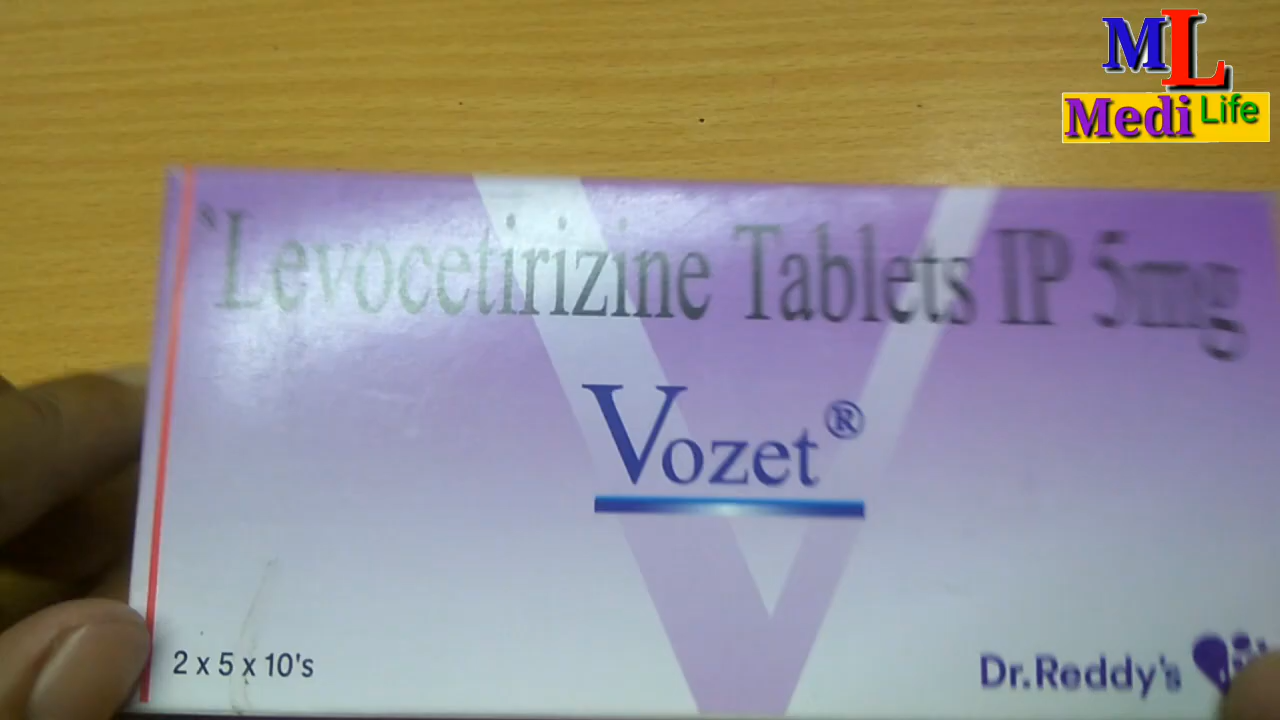 ML
Medi Life
Levocetirizine Tablets IP 5mg
Vozet®
2 x 5 x 10's
Dr.Reddy's